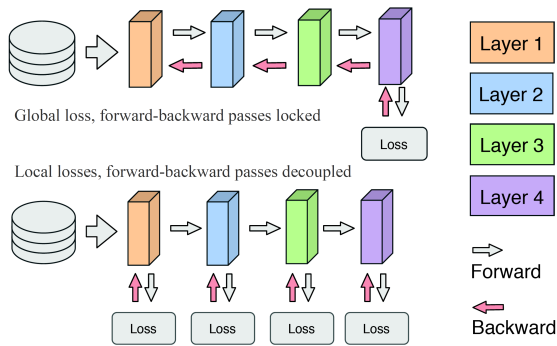 Global loss, forward-backward passes locked
Loss
Local losses, forward-backward passes decoupled
Loss
Loss
Loss
Loss
Layer 1
Layer 2
Layer 3
Layer 4
Forward
Backward